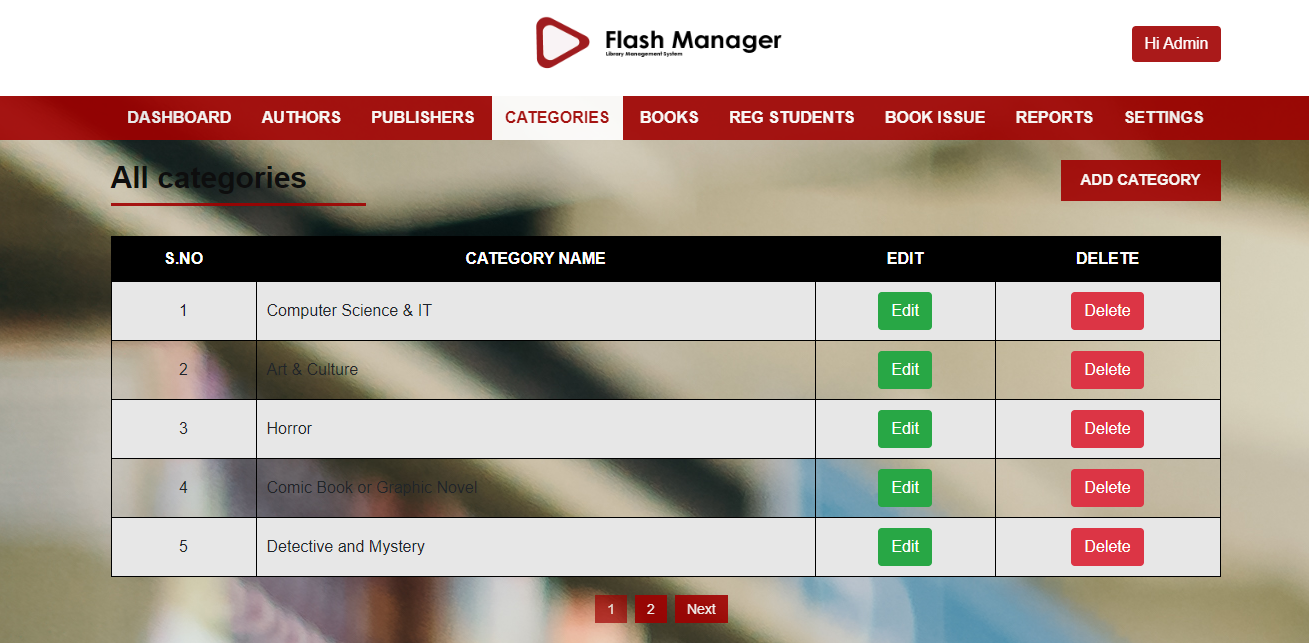 Flash Manager
Library Management System
Hi Admin
DASHBOARD AUTHORS PUBLISHERS CATEGORIES BOOKS REG STUDENTS BOOK ISSUE REPORTS SETTINGS
All categories
ADD CATEGORY
S.NO CATEGORY NAME EDIT DELETE
1 Computer Science & IT Edit Delete
2 Art & Culture Edit Delete
3 Horror Edit Delete
4 Comic Book or Graphic Novel Edit Delete
5 Detective and Mystery Edit Delete
1 2 Next